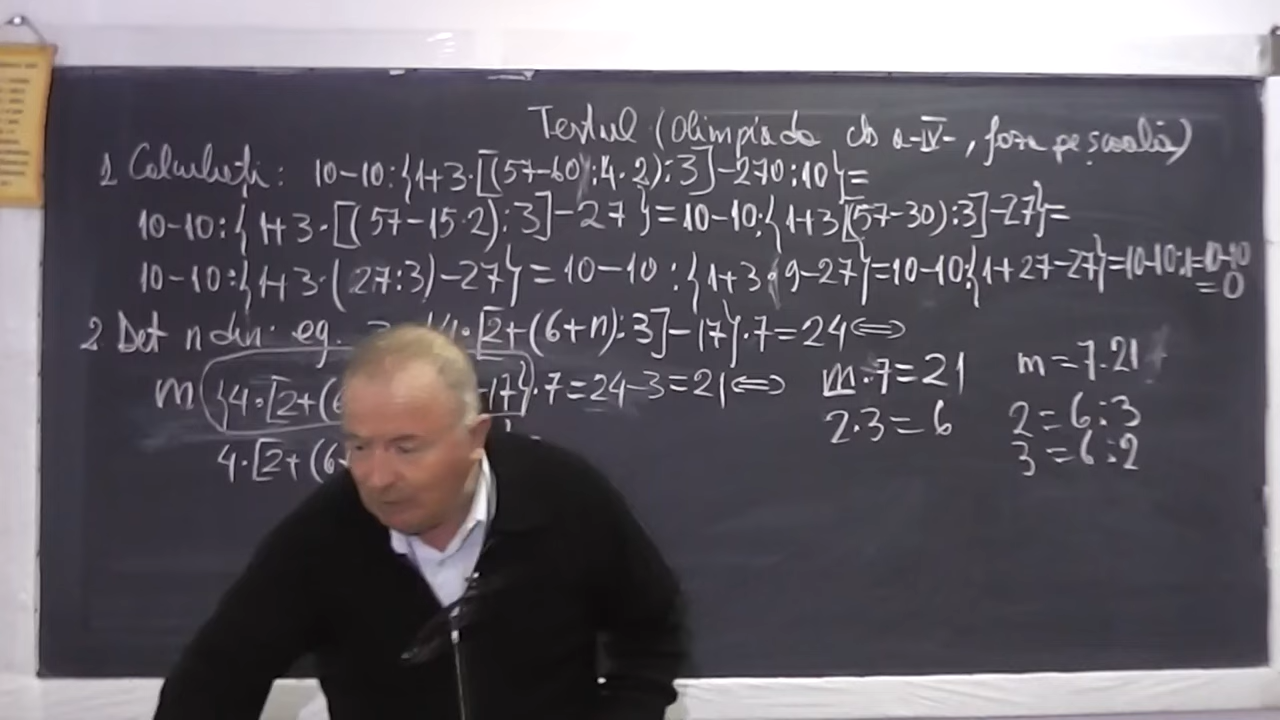 Testul (Olimpiada cls a-IV-, faza pe școală)
1 Calculați: 10-10:{1+3·[(57-60:4·2):3]-270:10}=
10-10:{1+3·[(57-15·2):3]-27}=10-10:{1+3[(57-30):3]-27}=
10-10:{1+3·(27:3)-27}=10-10:{1+3·9-27}=10-10:{1+27-27}=10-10:1=10-10
=0
2 Det n din: eg. 4·[2+(6+n):3]-17}·7=24⇔
m {4·[2+(6 -17}·7=24-3=21⇔
4·[2+(6+
m·7=21
2·3=6
m=7·21
2=6:3
3=6:2